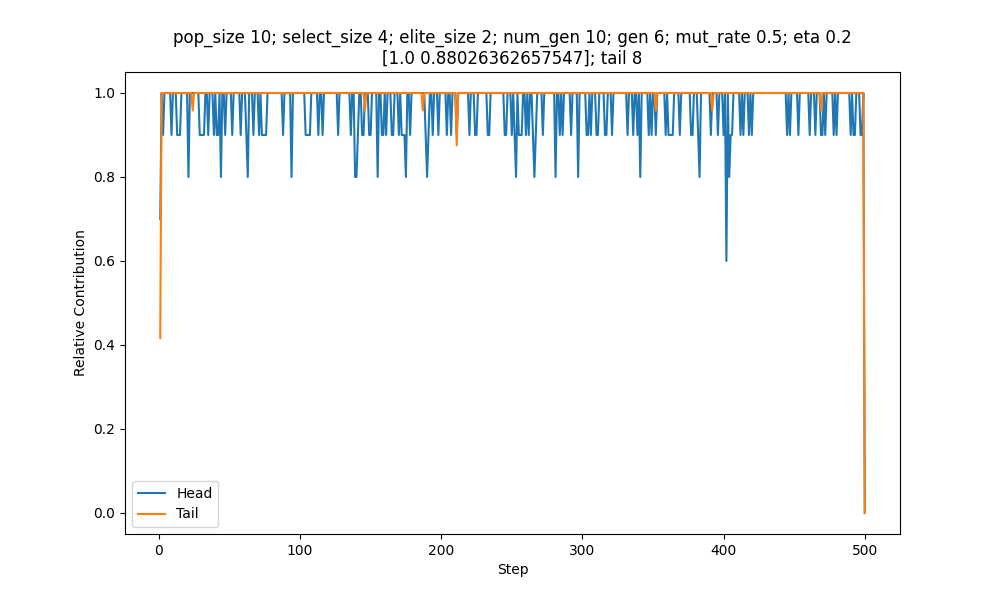 pop_size 10; select_size 4; elite_size 2; num_gen 10; gen 6; mut_rate 0.5; eta 0.2
[1.0 0.88026362657547]; tail 8
1.0
0.8
0.6
0.4
0.2
0.0
Relative Contribution
Head
Tail
0
100
200
300
400
500
Step